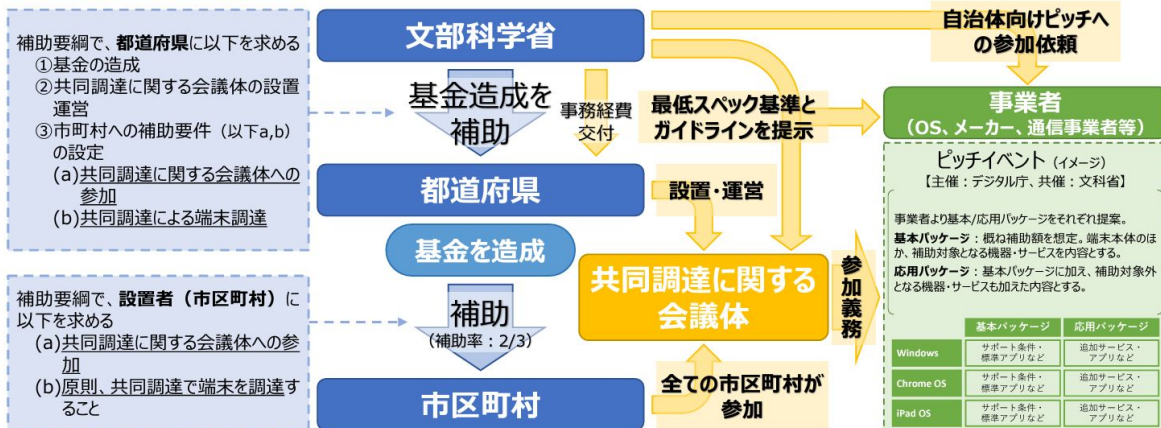 補助要綱で、都道府県に以下を求める
①基金の造成
②共同調達に関する会議体の設置
運営
③市町村への補助要件（以下a,b）
の設定
(a)共同調達に関する会議体への
参加
(b)共同調達による端末調達
補助要綱で、設置者（市区町村）に
以下を求める
(a)共同調達に関する会議体への参
加
(b)原則、共同調達で端末を調達す
ること
文部科学省
基金造成を
補助
事務経費
交付
都道府県
基金を造成
補助
（補助率：2/3）
市区町村
最低スペック基準と
ガイドラインを提示
設置・運営
共同調達に関する
会議体
全ての市区町村が
参加
参加義務
自治体向けピッチへ
の参加依頼
事業者
（OS、メーカー、通信事業者等）
ピッチイベント（イメージ）
【主催：デジタル庁、共催：文科省】
事業者より基本/応用パッケージをそれぞれ提案。
基本パッケージ：概ね補助額を想定。端末本体のほ
か、補助対象となる機器・サービスを内容とする。
応用パッケージ：基本パッケージに加え、補助対象外
となる機器・サービスも加えた内容とする。
基本パッケージ 応用パッケージ
Windows サポート条件・ 追加サービス・
標準アプリなど アプリなど
Chrome OS サポート条件・ 追加サービス・
標準アプリなど アプリなど
iPad OS サポート条件・ 追加サービス・
標準アプリなど アプリなど